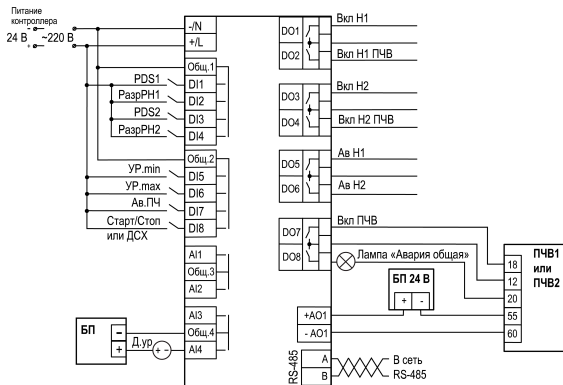 Питание
контроллера
24 В
-
+
~220 В
-/N
+/L
Общ.1
PDS1
DI1
РазрРН1
DI2
PDS2
DI3
РазрРН2
DI4
Общ.2
УР.min
DI5
УР.max
DI6
Ав.ПЧ
DI7
Старт/Стоп
или ДСХ
DI8
AI1
Общ.3
AI2
AI3
Общ.4
AI4
БП
-
+
Д.ур
+ -
DO1
Вкл Н1
DO2
Вкл Н1 ПЧВ
DO3
Вкл Н2
DO4
Вкл Н2 ПЧВ
DO5
Ав Н1
DO6
Ав Н2
DO7
Вкл ПЧВ
DO8
Лампа «Авария общая»
БП 24 В
+ -
+AO1
- AO1
18
12
20
55
60
ПЧВ1
или
ПЧВ2
RS-485
A
B
В сеть
RS-485